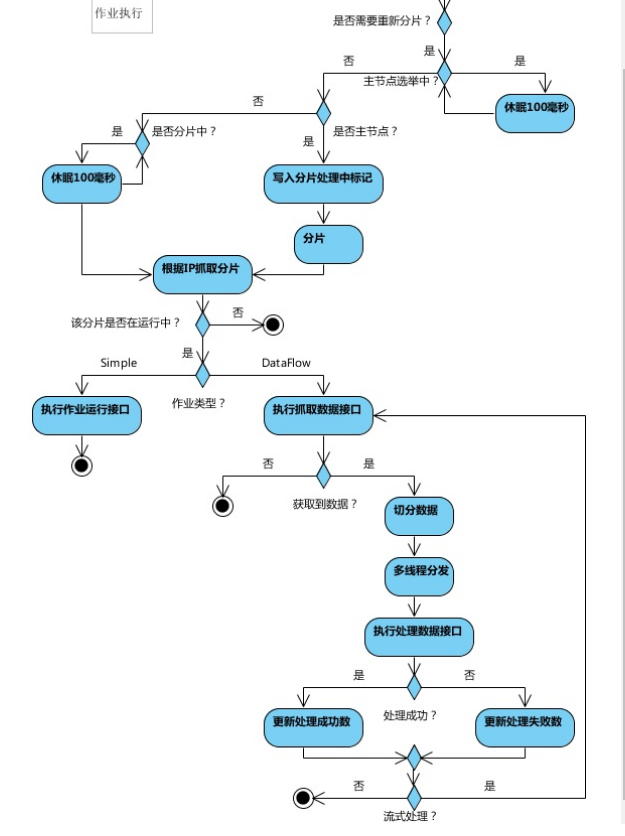 作业执行
是否需要重新分片？
是
否
是
主节点选举中？
休眠100毫秒
否
是
是否分片中？
是
是否主节点？
休眠100毫秒
写入分片处理中标记
分片
根据IP抓取分片
该分片是否在运行中？
否
是
Simple
DataFlow
作业类型？
执行作业运行接口
执行抓取数据接口
否
是
获取到数据？
切分数据
多线程分发
执行处理数据接口
是
否
处理成功？
更新处理成功数
更新处理失败数
否
是
流式处理？